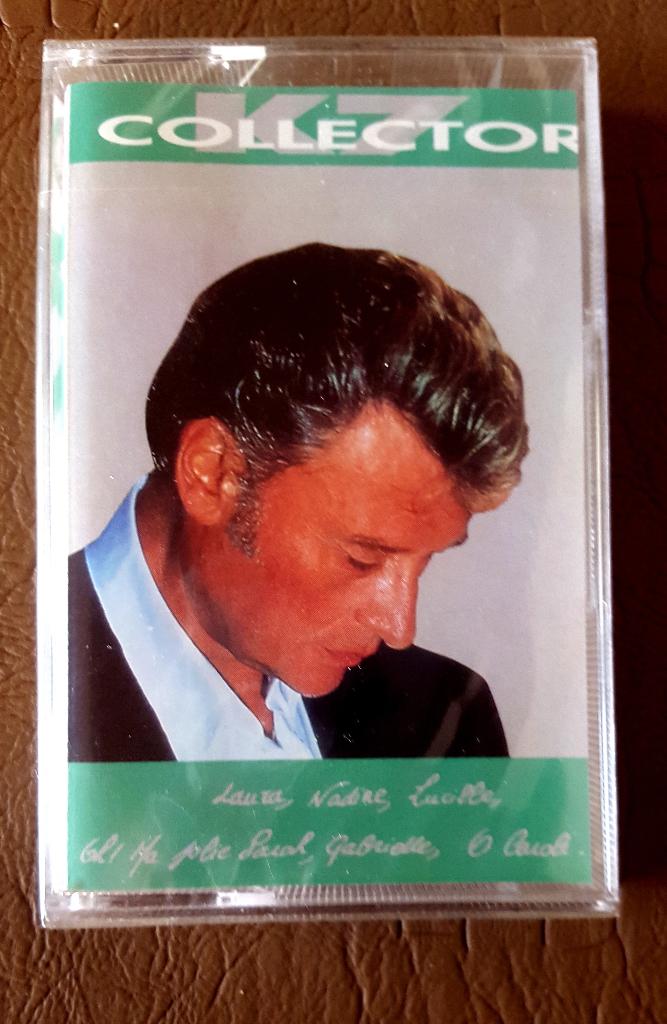 K7
COLLECTOR
Laura, Nadine, Lucille,
Oh! Ma jolie Sarah, Gabrielle, O Carole